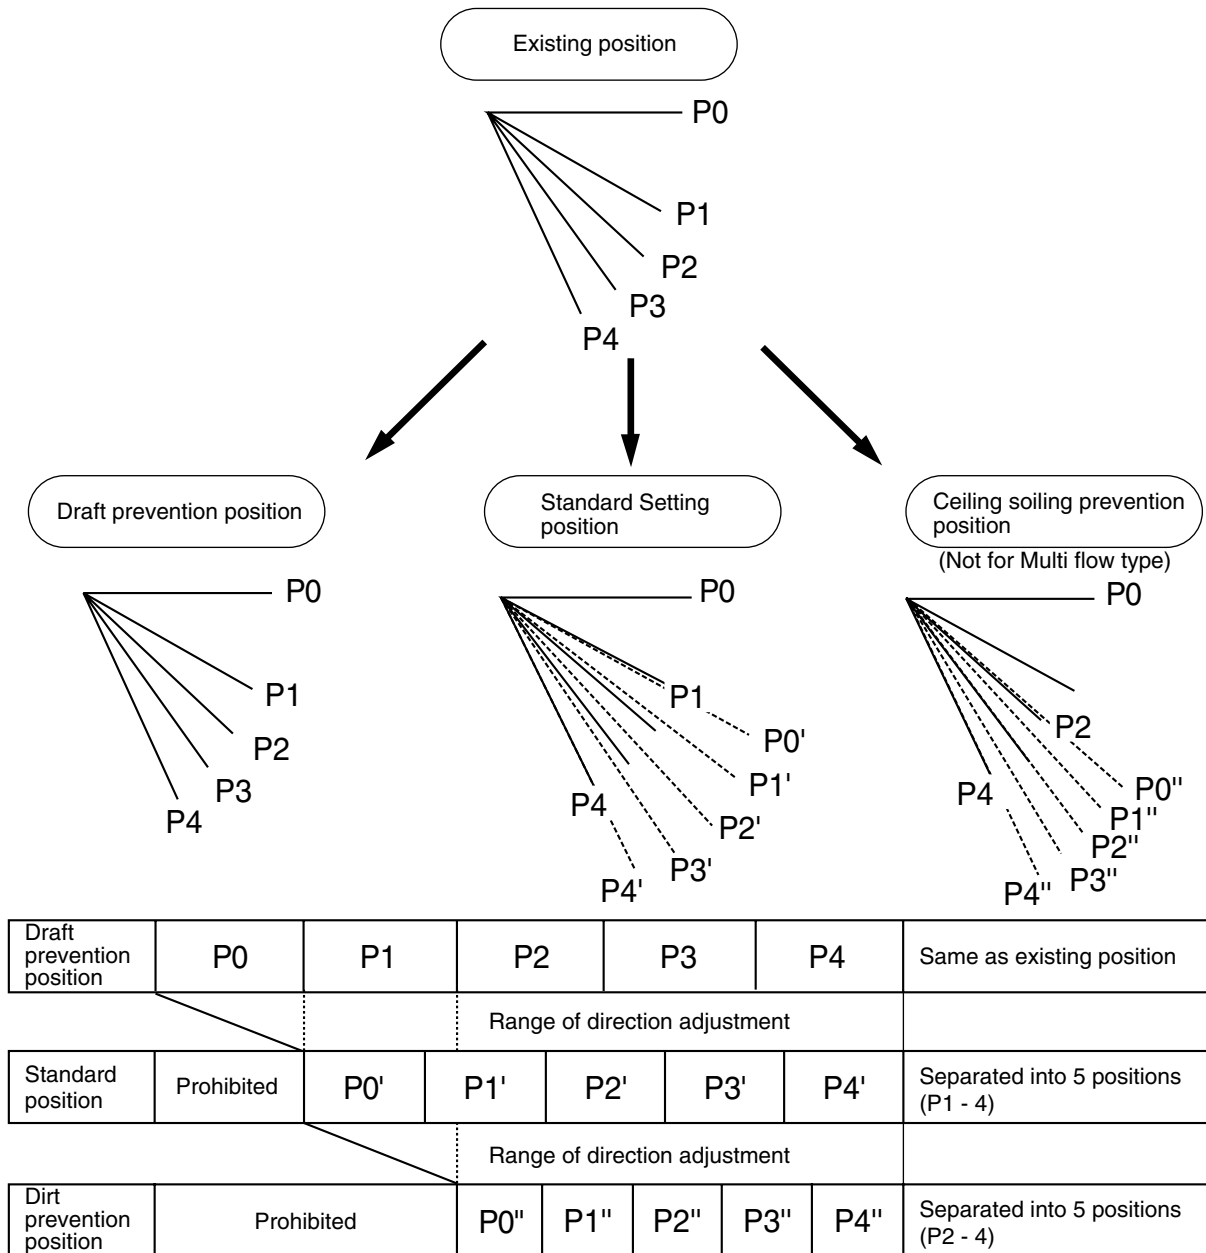 Existing position
P0
P1
P2
P3
P4
Draft prevention position
Standard Setting
position
Ceiling soiling prevention
position
(Not for Multi flow type)
P0
P1
P2
P3
P4
P0
P1
P0'
P1'
P4
P2'
P3'
P4'
P0
P2
P0"
P4
P1"
P2"
P3"
P4"
Draft
prevention
position
P0
P1
P2
P3
P4
Same as existing position
Range of direction adjustment
Standard
position
Prohibited
P0'
P1'
P2'
P3'
P4'
Separated into 5 positions
(P1 - 4)
Range of direction adjustment
Dirt
prevention
position
Prohibited
P0"
P1"
P2"
P3"
P4"
Separated into 5 positions
(P2 - 4)